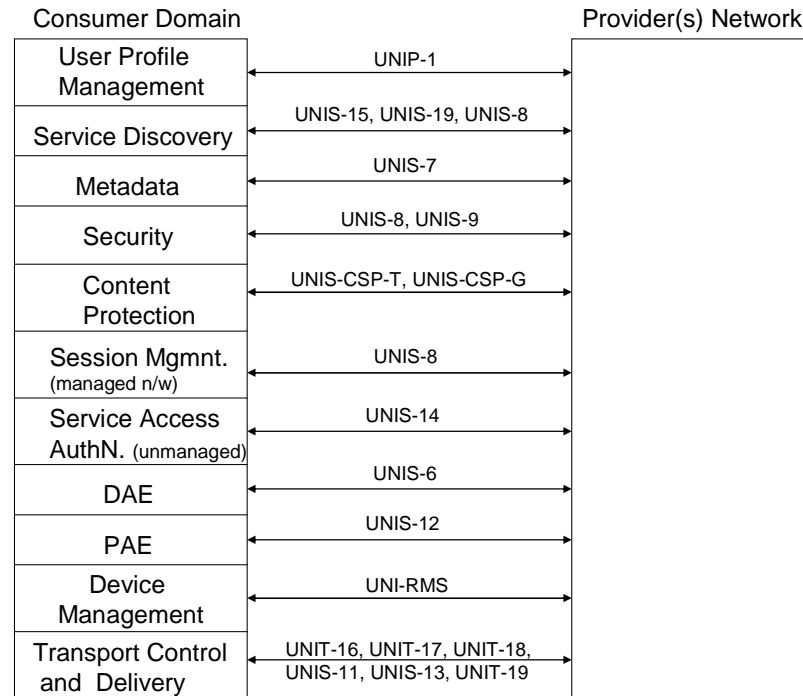 Consumer Domain
Provider(s) Network
User Profile
Management
UNIP-1
Service Discovery
UNIS-15, UNIS-19, UNIS-8
Metadata
UNIS-7
Security
UNIS-8, UNIS-9
Content
Protection
UNIS-CSP-T, UNIS-CSP-G
Session Mgmnt.
(managed n/w)
UNIS-8
Service Access
AuthN. (unmanaged)
UNIS-14
DAE
UNIS-6
PAE
UNIS-12
Device
Management
UNI-RMS
Transport Control
and Delivery
UNIT-16, UNIT-17, UNIT-18,
UNIS-11, UNIS-13, UNIT-19